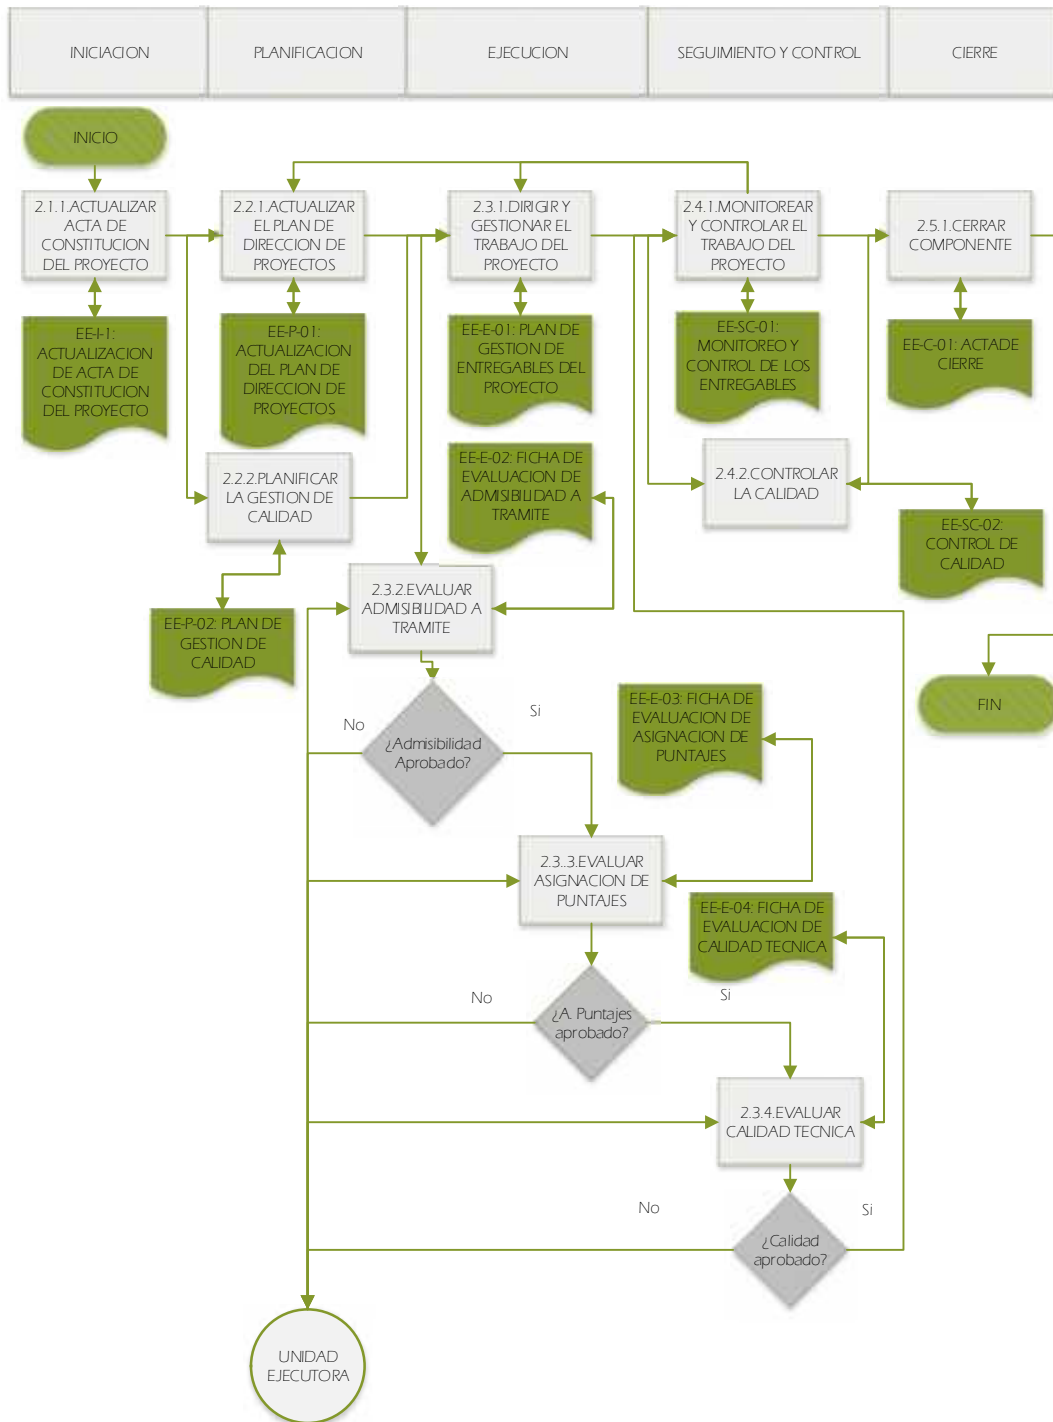 INICIACION
PLANIFICACION
EJECUCION
SEGUIMIENTO Y CONTROL
CIERRE
INICIO
2.1.1.ACTUALIZAR
ACTA DE
CONSTITUCION
DEL PROYECTO
2.2.1.ACTUALIZAR
EL PLAN DE
DIRECCION DE
PROYECTOS
2.3.1.DIRIGIR Y
GESTIONAR EL
TRABAJO DEL
PROYECTO
2.4.1.MONITOREAR
Y CONTROLAR EL
TRABAJO DEL
PROYECTO
2.5.1.CERRAR
COMPONENTE
EE-I-1:
ACTUALIZACION
DE ACTA DE
CONSTITUCION
DEL PROYECTO
EE-P-01:
ACTUALIZACION
DEL PLAN DE
DIRECCION DE
PROYECTOS
EE-E-01: PLAN DE
GESTION DE
ENTREGABLES DEL
PROYECTO
EE-SC-01:
MONITOREO Y
CONTROL DE LOS
ENTREGABLES
EE-C-01: ACTA DE
CIERRE
2.2.2.PLANIFICAR
LA GESTION DE
CALIDAD
EE-E-02: FICHA DE
EVALUACION DE
ADMISIBILIDAD A
TRAMITE
2.4.2.CONTROLAR
LA CALIDAD
EE-SC-02:
CONTROL DE
CALIDAD
2.3.2.EVALUAR
ADMISIBILIDAD A
TRAMITE
EE-P-02: PLAN DE
GESTION DE
CALIDAD
FIN
No
Si
¿Admisibilidad
Aprobado?
EE-E-03: FICHA DE
EVALUACION DE
ASIGNACION DE
PUNTAJES
2.3..3.EVALUAR
ASIGNACION DE
PUNTAJES
EE-E-04: FICHA DE
EVALUACION DE
CALIDAD TECNICA
No
Si
¿A. Puntajes
aprobado?
2.3.4.EVALUAR
CALIDAD TECNICA
No
Si
¿Calidad
aprobado?
UNIDAD
EJECUTORA